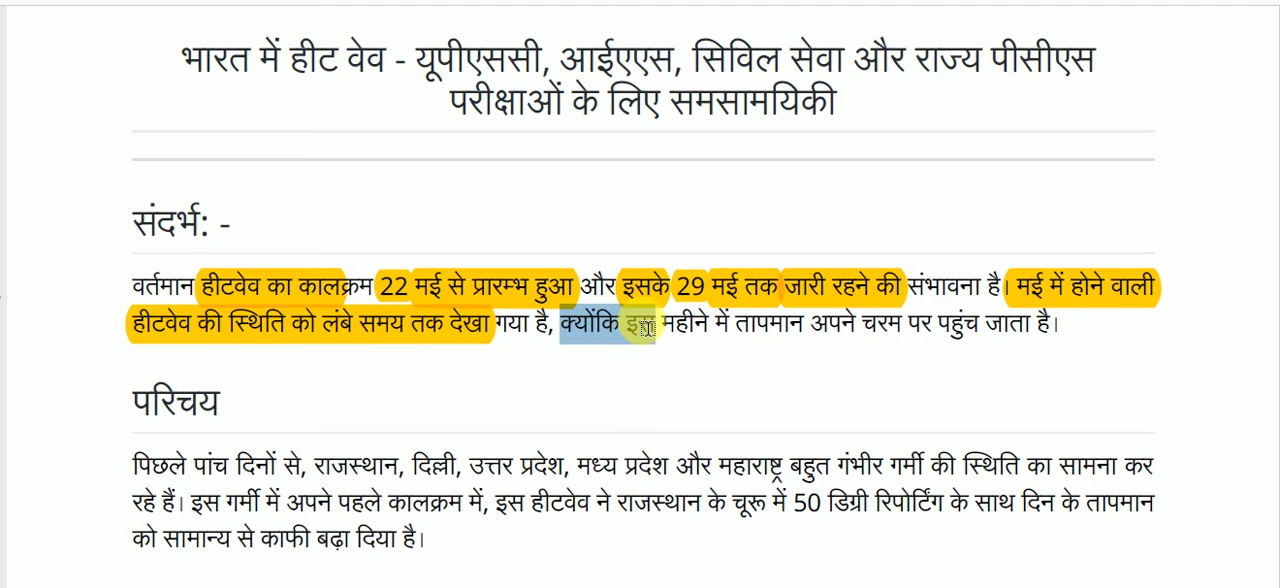 भारत में हीट वेव - यूपीएससी, आईएएस, सिविल सेवा और राज्य पीसीएस
परीक्षाओं के लिए समसामयिकी
संदर्भ: -
वर्तमान हीटवेव का कालक्रम 22 मई से प्रारम्भ हुआ और इसके 29 मई तक जारी रहने की संभावना है। मई में होने वाली
हीटवेव की स्थिति को लंबे समय तक देखा गया है, क्योंकि इस महीने में तापमान अपने चरम पर पहुंच जाता है।
परिचय
पिछले पांच दिनों से, राजस्थान, दिल्ली, उत्तर प्रदेश, मध्य प्रदेश और महाराष्ट्र बहुत गंभीर गर्मी की स्थिति का सामना कर
रहे हैं। इस गर्मी में अपने पहले कालक्रम में, इस हीटवेव ने राजस्थान के चूरू में 50 डिग्री रिपोर्टिंग के साथ दिन के तापमान
को सामान्य से काफी बढ़ा दिया है।